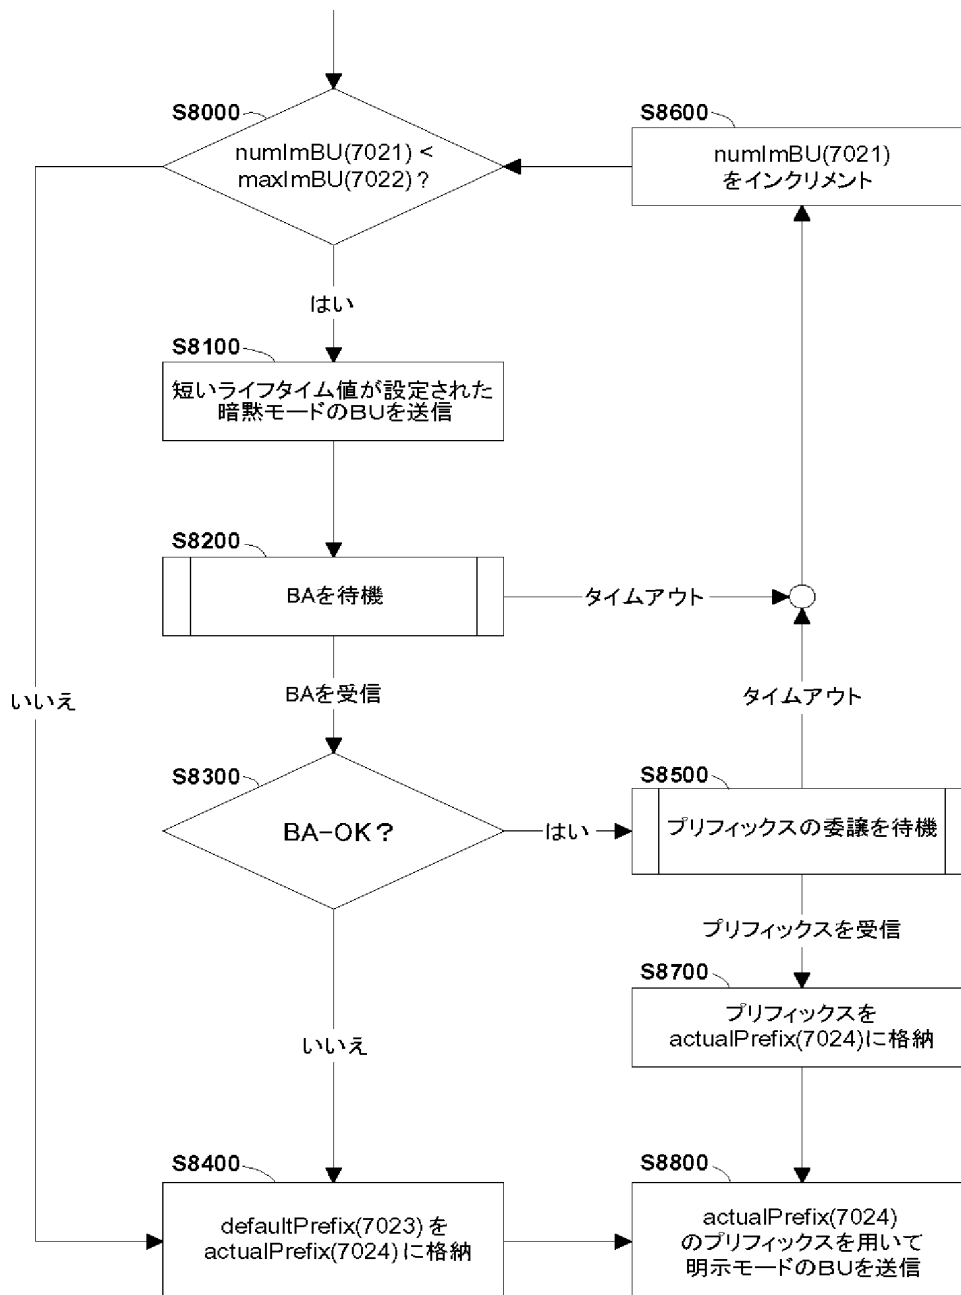 S8000
numImBU(7021) <
maxImBU(7022)？
S8600
numImBU(7021)
をインクリメント
はい
S8100
短いライフタイム値が設定された
暗黙モードのBUを送信
S8200
BAを待機
タイムアウト
いいえ
BAを受信
タイムアウト
S8300
BA-OK？
はい
S8500
プリフィックスの委譲を待機
プリフィックスを受信
S8700
プリフィックスを
actualPrefix(7024)に格納
いいえ
S8400
defaultPrefix(7023)を
actualPrefix(7024)に格納
S8800
actualPrefix(7024)
のプリフィックスを用いて
明示モードのBUを送信